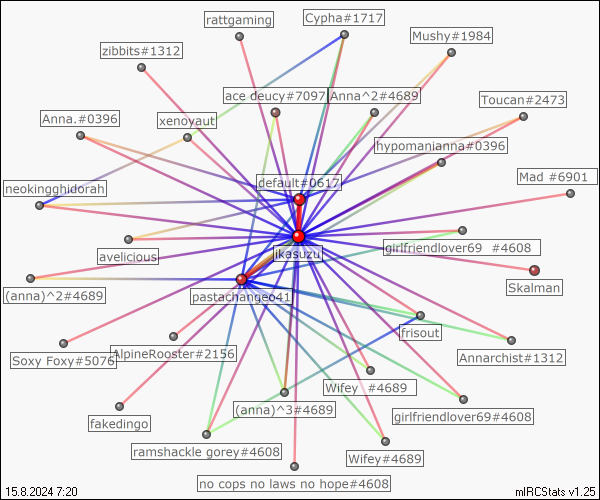 rattgaming
Cypha#1717
Mushy#1984
zibbits#1312
ace deucy#7097
Anna^2#4689
Toucan#2473
Anna.#0396
xenoyaut
hypomanianna#0396
default#0617
Mad #6901
neokingghidorah
avelicious
jkasuzu
girlfriendlover69 #4608
(anna)^2#4689
pastachangeo41
Skalman
frisout
Soxy Foxy#5076
AlpineRooster#2156
Annarchist#1312
Wifey #4689
(anna)^3#4689
girlfriendlover69#4608
fakedingo
ramshackle gorey#4608
Wifey#4689
no cops no laws no hope#4608
15.8.2024 7:20
mIRCStats v1.25